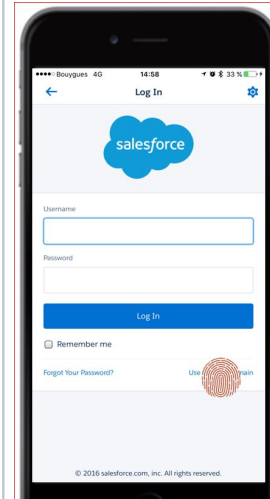 Bouygues 4G 14:58 33 %
Log In
salesforce
Username
Password
Log In
Remember me
Forgot Your Password? Use
© 2016 salesforce.com, inc. All rights reserved.